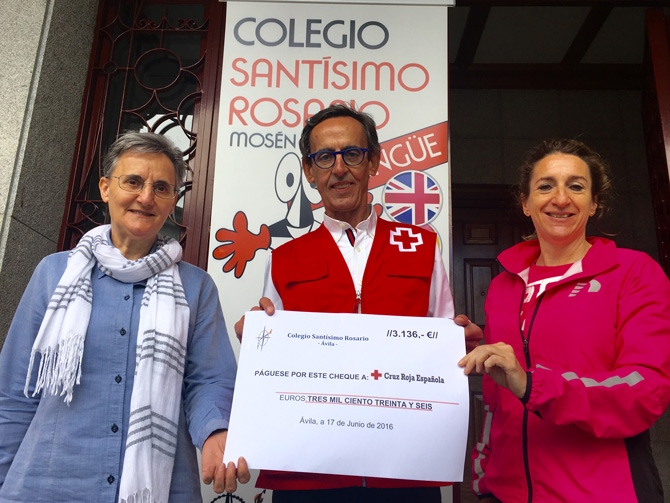 COLEGIO
SANTÍSIMO
ROSARIO
MOSÉN
NGÜE
Colegio Santísimo Rosario
- Ávila -
//3.136,- €//
PÁGUESE POR ESTE CHEQUE A: Cruz Roja Española
EUROS TRES MIL CIENTO TREINTA Y SEIS
Ávila, a 17 de Junio de 2016